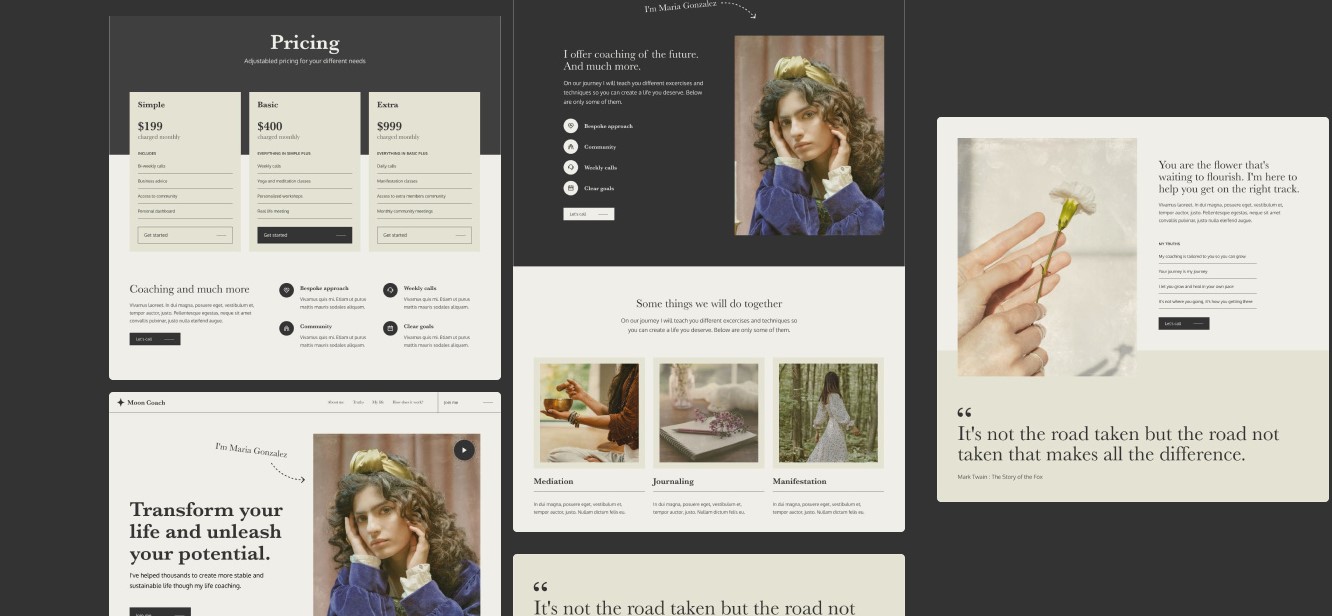 Pricing
Adjustabled pricing for your different needs
Simple
$199
charged monthly
INCLUDES
Bi-weekly calls
Business advice
Access to community
Personal dashboard
Get started
Basic
$400
charged monthly
EVERYTHING IN SIMPLE PLUS
Weekly calls
Yoga and meditation classes
Personalised workshops
Real life meeting
Get started
Extra
$999
charged monthly
EVERYTHING IN BASIC PLUS
Daily calls
Manifestation classes
Access to extra members community
Monthly community meetings
Get started
Coaching and much more
Vivamus laoreet. In dui magna, posuere eget, vestibulum et,
tempor auctor, justo. Pellentesque egestas, neque sit amet
convallis pulvinar, justo nulla eleifend augue.
Let's call
Bespoke approach
Vivamus quis mi. Etiam ut purus
mattis mauris sodales aliquam.
Weekly calls
Vivamus quis mi. Etiam ut purus
mattis mauris sodales aliquam.
Community
Vivamus quis mi. Etiam ut purus
mattis mauris sodales aliquam.
Clear goals
Vivamus quis mi. Etiam ut purus
mattis mauris sodales aliquam.
Moon Coach
About me
Truths
My life
How does it work?
Join me
I'm Maria Gonzalez
Transform your
life and unleash
your potential.
I've helped thousands to create more stable and
sustainable life though my life coaching.
I'm Maria Gonzalez
I offer coaching of the future.
And much more.
On our journey I will teach you different excercises and
techniques so you can create a life you deserve. Below
are only some of them.
Bespoke approach
Community
Weekly calls
Clear goals
Let's call
Some things we will do together
On our journey I will teach you different excercises and techniques so
you can create a life you deserve. Below are only some of them.
Mediation
In dui magna, posuere eget, vestibulum et,
tempor auctor, justo. Nullam dictum felis eu.
Journaling
In dui magna, posuere eget, vestibulum et,
tempor auctor, justo. Nullam dictum felis eu.
Manifestation
In dui magna, posuere eget, vestibulum et,
tempor auctor, justo. Nullam dictum felis eu.
“
It's not the road taken but the road not
You are the flower that's
waiting to flourish. I'm here to
help you get on the right track.
Vivamus laoreet. In dui magna, posuere eget, vestibulum et,
tempor auctor, justo. Pellentesque egestas, neque sit amet
convallis pulvinar, justo nulla eleifend augue.
MY TRUTHS
My coaching is tailored to you so you can grow
Your journey is my journey
I let you grow and heal in your own pace
It's not where you going, it's how you getting there
Let's call
“
It's not the road taken but the road not
taken that makes all the difference.
Mark Twain : The Story of the Fox